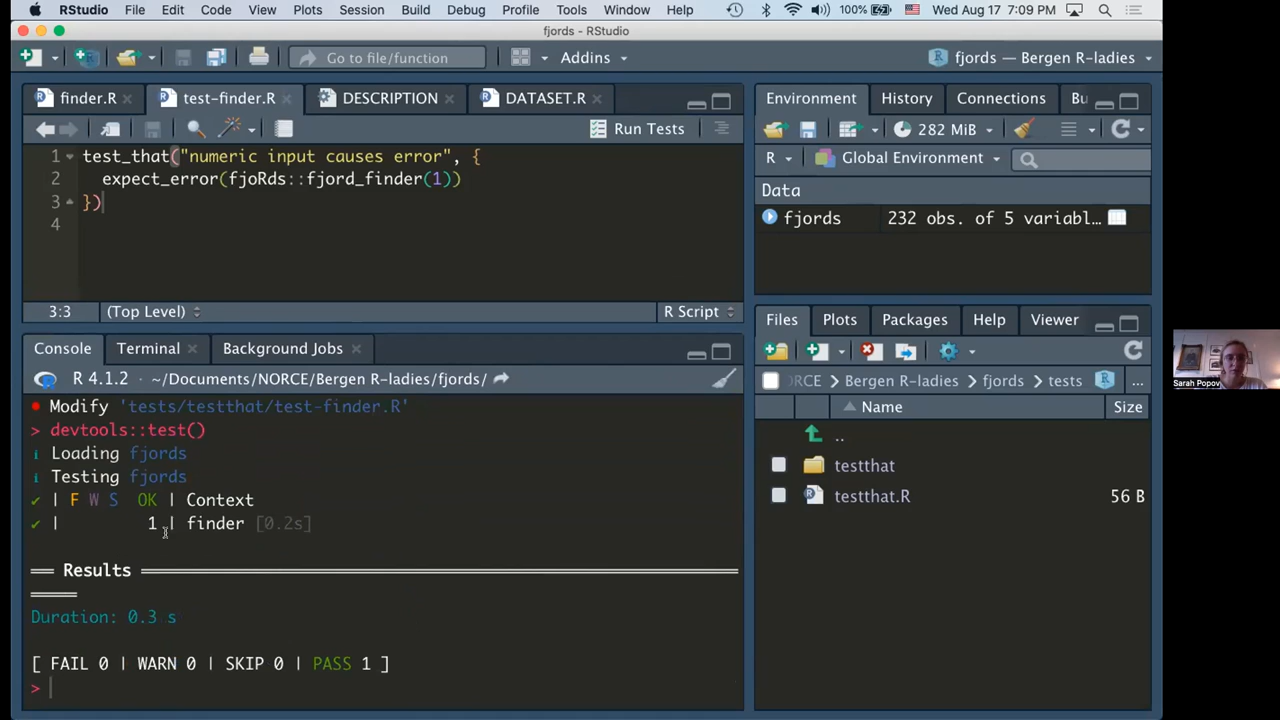 RStudio File Edit Code View Plots Session Build Debug Profile Tools Window Help 100% Wed Aug 17 7:09 PM
fjords - RStudio
Go to file/function Addins fjords — Bergen R-ladies
finder.R test-finder.R DESCRIPTION DATASET.R
Run Tests
1 test_that("numeric input causes error", {
2 expect_error(fjoRds::fjord_finder(1))
3 })
4
3:3 (Top Level) R Script
Console Terminal Background Jobs
R 4.1.2 · ~/Documents/NORCE/Bergen R-ladies/fjords/
Modify 'tests/testthat/test-finder.R'
> devtools::test()
i Loading fjords
i Testing fjords
✔ | F W S OK | Context
✔ | 1 | finder [0.2s]
══ Results ══════════
Duration: 0.3 s
[ FAIL 0 | WARN 0 | SKIP 0 | PASS 1 ]
>
Environment History Connections Bu
282 MiB
R Global Environment
Data
fjords 232 obs. of 5 variabl…
Files Plots Packages Help Viewer
ORCE Bergen R-ladies fjords tests ...
Name Size
..
testthat
testthat.R 56 B
Sarah Popov